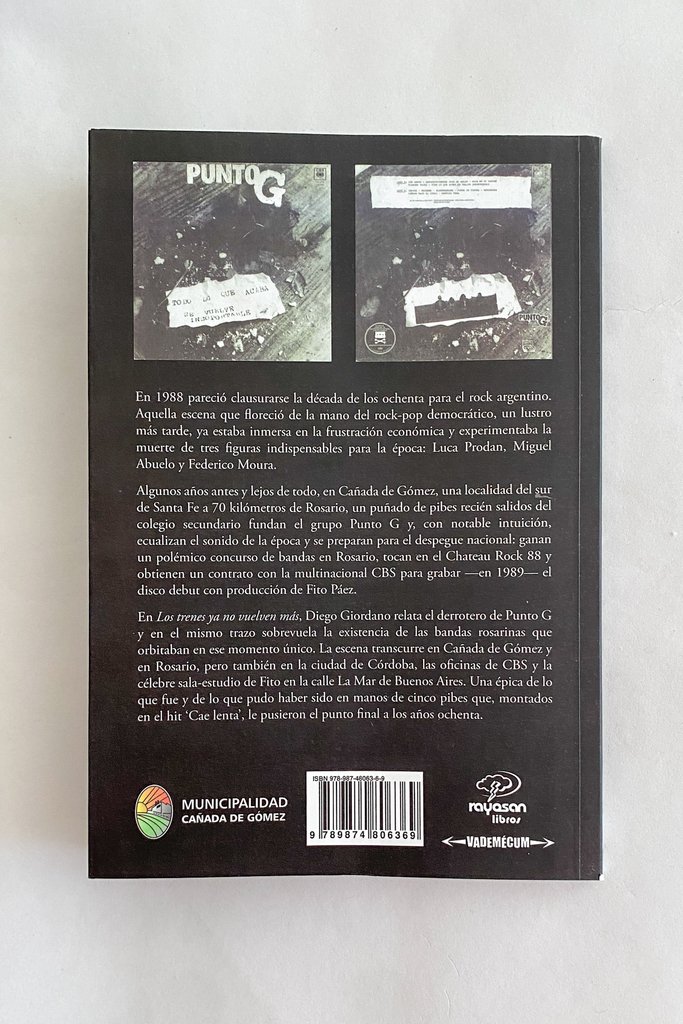 PUNTO G
TODO LO QUE ACABA
SE VUELVE
INSOPORTABLE
PUNTO G
En 1988 pareció clausurarse la década de los ochenta para el rock argentino.
Aquella escena que floreció de la mano del rock-pop democrático, un lustro
más tarde, ya estaba inmersa en la frustración económica y experimentaba la
muerte de tres figuras indispensables para la época: Luca Prodan, Miguel
Abuelo y Federico Moura.
Algunos años antes y lejos de todo, en Cañada de Gómez, una localidad del sur
de Santa Fe a 70 kilómetros de Rosario, un puñado de pibes recién salidos del
colegio secundario fundan el grupo Punto G y, con notable intuición,
ecualizan el sonido de la época y se preparan para el despegue nacional: ganan
un polémico concurso de bandas en Rosario, tocan en el Chateau Rock 88 y
obtienen un contrato con la multinacional CBS para grabar —en 1989— el
disco debut con producción de Fito Páez.
En Los trenes ya no vuelven más, Diego Giordano relata el derrotero de Punto G
y en el mismo trazo sobrevuela la existencia de las bandas rosarinas que
orbitaban en ese momento único. La escena transcurre en Cañada de Gómez y
en Rosario, pero también en la ciudad de Córdoba, las oficinas de CBS y la
célebre sala-estudio de Fito en la calle La Mar de Buenos Aires. Una épica de lo
que fue y de lo que pudo haber sido en manos de cinco pibes que, montados
en el hit ‘Cae lenta’, le pusieron el punto final a los años ochenta.
MUNICIPALIDAD
CAÑADA DE GÓMEZ
ISBN 978-987-48063-6-9
9 789874 806369
rayasan
libros
VADEMÉCUM